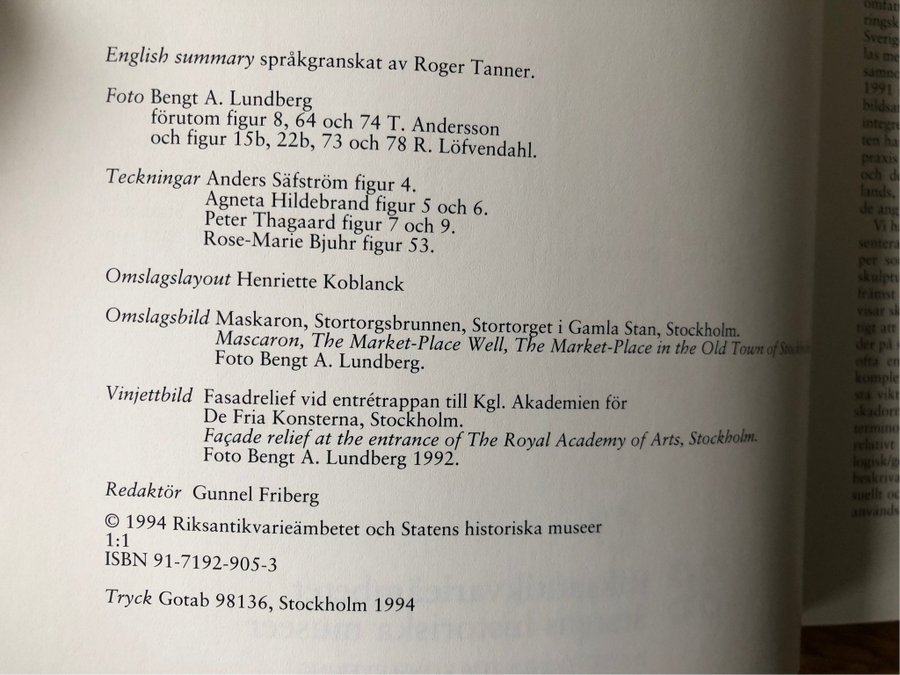 English summary språkgranskat av Roger Tanner.
Foto Bengt A. Lundberg
förutom figur 8, 64 och 74 T. Andersson
och figur 15b, 22b, 73 och 78 R. Löfvendahl.
Teckningar Anders Säfström figur 4.
Agneta Hildebrand figur 5 och 6.
Peter Thagaard figur 7 och 9.
Rose-Marie Bjuhr figur 53.
Omslagslayout Henriette Koblanck
Omslagsbild Maskaron, Stortorgsbrunnen, Stortorget i Gamla Stan, Stockholm.
Mascaron, The Market-Place Well, The Market-Place in the Old Town of
Foto Bengt A. Lundberg.
Vinjettbild Fasadrelief vid entrétrappan till Kgl. Akademien för
De Fria Konsterna, Stockholm.
Façade relief at the entrance of The Royal Academy of Arts, Stockholm.
Foto Bengt A. Lundberg 1992.
Redaktör Gunnel Friberg
© 1994 Riksantikvarieämbetet och Statens historiska museer
1:1
ISBN 91-7192-905-3
Tryck Gotab 98136, Stockholm 1994
1991
och
lands,
Vi
per
främst